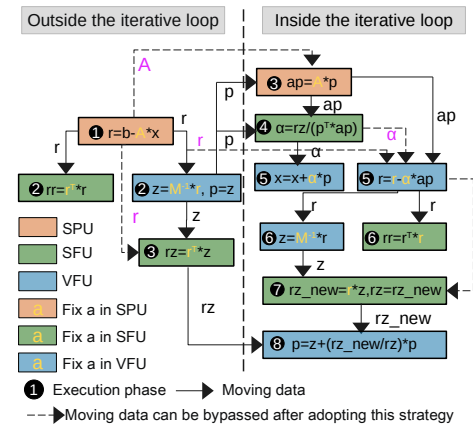 Outside the iterative loop
Inside the iterative loop
A
❸ ap=A*p
p
ap
ap
❶ r=b-A*x
r
r
r
p
❹ α=rz/(pᵀ*ap)
α
α
❷ rr=rᵀ*r
❷ z=M⁻¹*r, p=z
❺ x=x+α*p
❺ r=r-α*ap
r
z
r
r
SPU
❸ rz=rᵀ*z
❻ z=M⁻¹*r
❻ rr=rᵀ*r
SFU
z
VFU
rz
❼ rz_new=r*z,rz=rz_new
a Fix a in SPU
rz_new
a Fix a in SFU
❽ p=z+(rz_new/rz)*p
a Fix a in VFU
❶ Execution phase
Moving data
Moving data can be bypassed after adopting this strategy